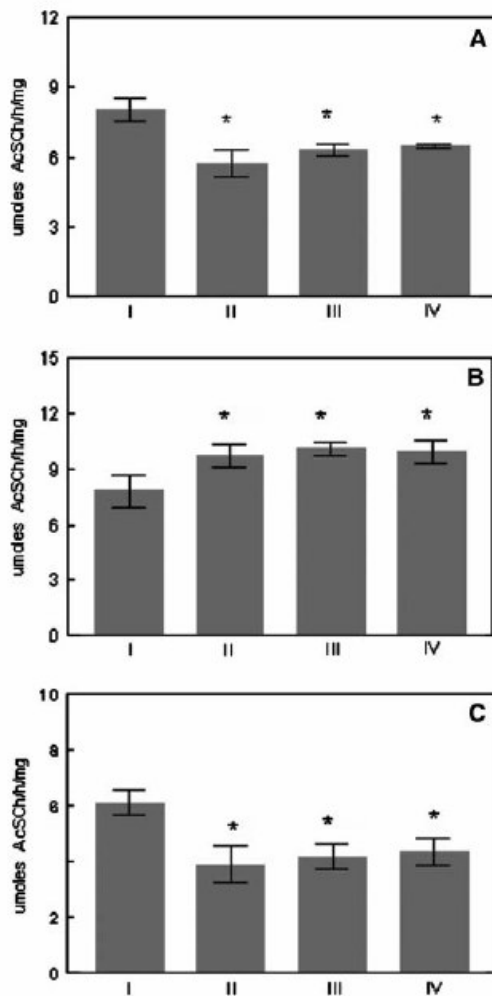 A
12
9
6
3
0
umoles AcSCh/h/mg
* * *
I II III IV
B
15
12
9
6
3
0
umoles AcSCh/h/mg
* * *
I II III IV
C
10
8
6
2
0
umoles AcSCh/h/mg
* * *
I II III IV